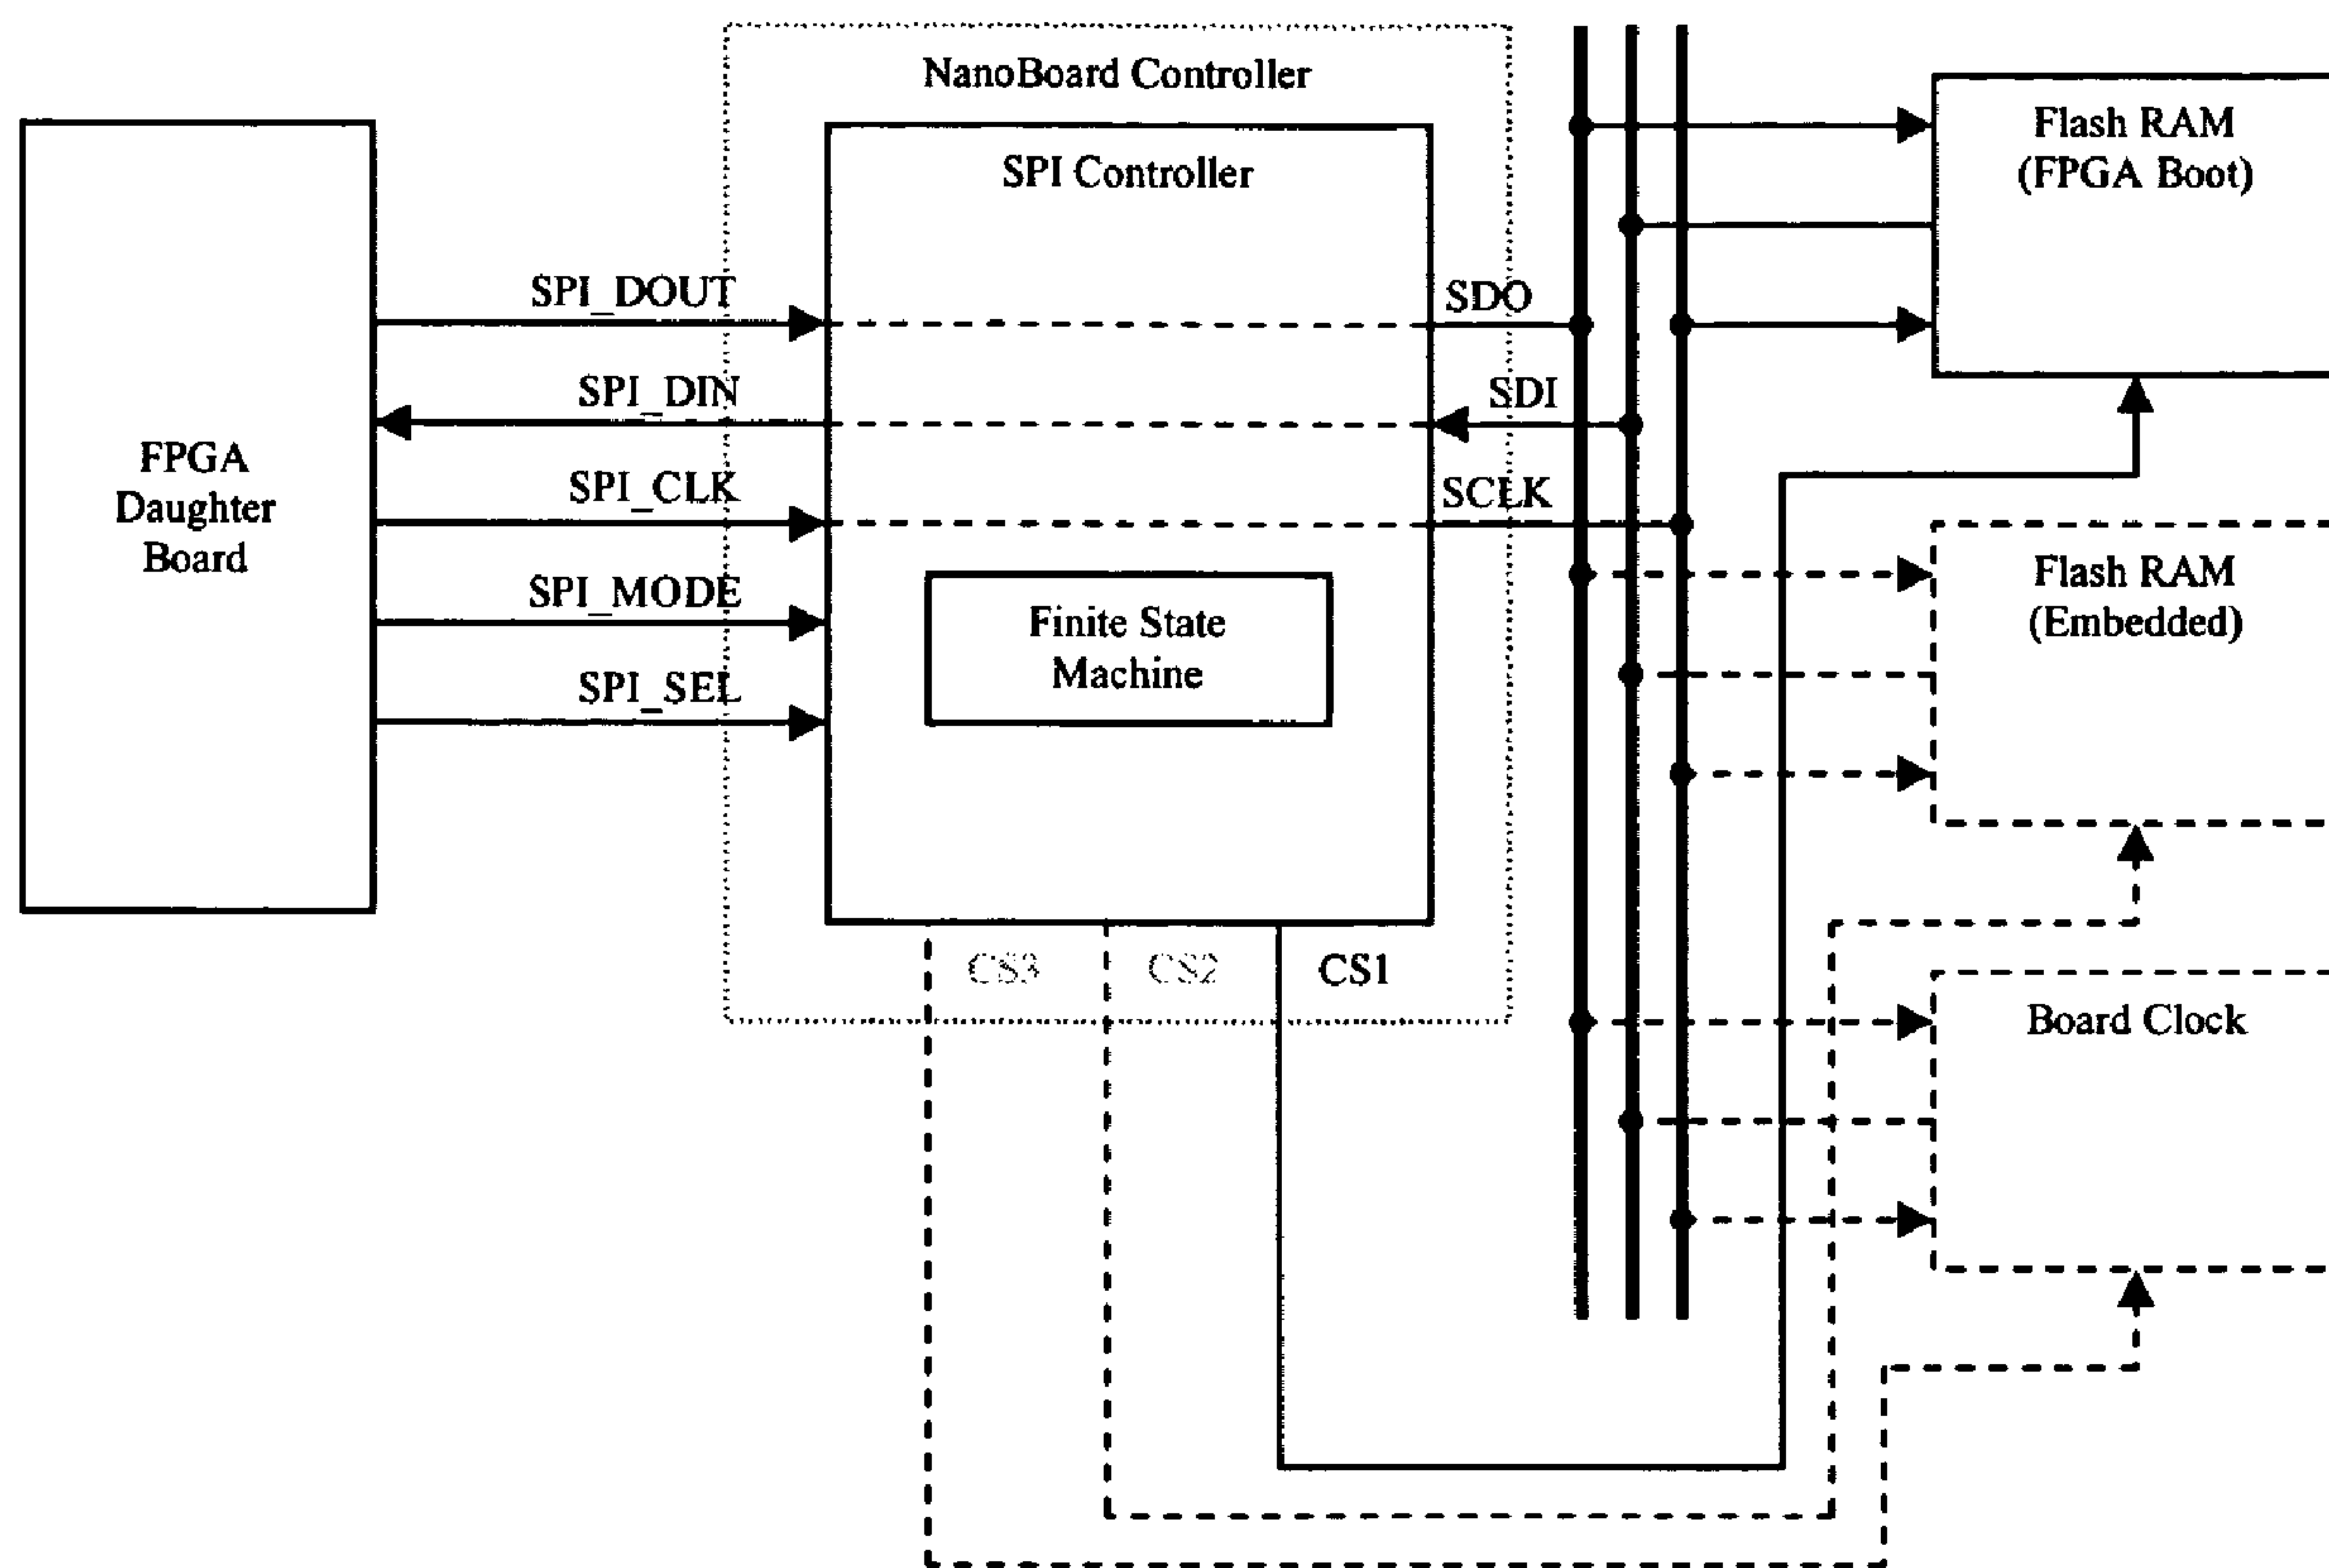 NanoBoard Controller
SPI Controller
FPGA
Daughter
Board
SPI_DOUT
SPI_DIN
SPI_CLK
SPI_MODE
SPI_SEL
Finite State
Machine
SDO
SDI
SCLK
CS3
CS2
CS1
Flash RAM
(FPGA Boot)
Flash RAM
(Embedded)
Board Clock